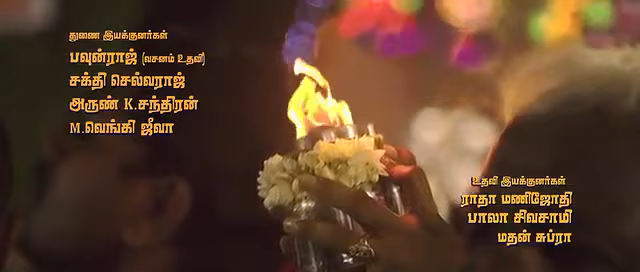 துணை இயக்குனர்கள்
பவுன்ராஜ் (வசனம் உதவி)
சக்தி செல்வராஜ்
அருண் K.சந்திரன்
M.வெங்கி ஜீவா
உதவி இயக்குனர்கள்
ராதா மணிஜோதி
பாலா சிவசாமி
மதன் சுப்ரா